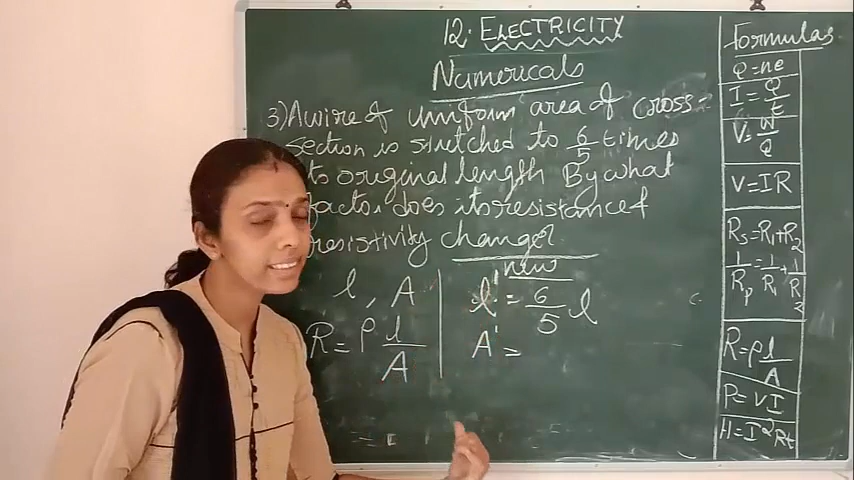 12. ELECTRICITY
Numericals
3) A wire of uniform area of cross-
section is stretched to 6/5 times
its original length By what
factor does its resistance &
resistivity change?
l, A
R = ρ l/A
new
l' = 6/5 l
A' =
Formulas
Q = ne
I = Q/t
V = W/Q
V = IR
Rs = R1 + R2
1/Rp = 1/R1 + 1/R2
R = ρ l/A
P = VI
H = I²Rt